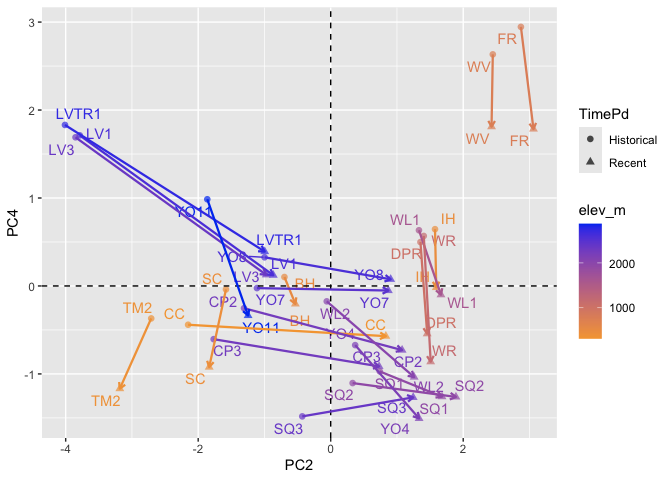 3
FR
WV
2
WV
FR
LVTR1
LV1
LV3
1
YO11
WL1
IH
WR
DPR
LVTR1
YO8
LV1
LV3
YO8
IH
0
SC
BH
YO7
YO7
WL1
TM2
CC
CP2
BH
WL2
CC
DPR
YO11
YO4
CP3
CP3
CP2
WR
-1
SC
SQ1
WL2
SQ2
TM2
SQ2
SQ3
SQ1
SQ3
YO4
-4
-2
0
2
PC2
PC4
TimePd
Historical
Recent
elev_m
2000
1000